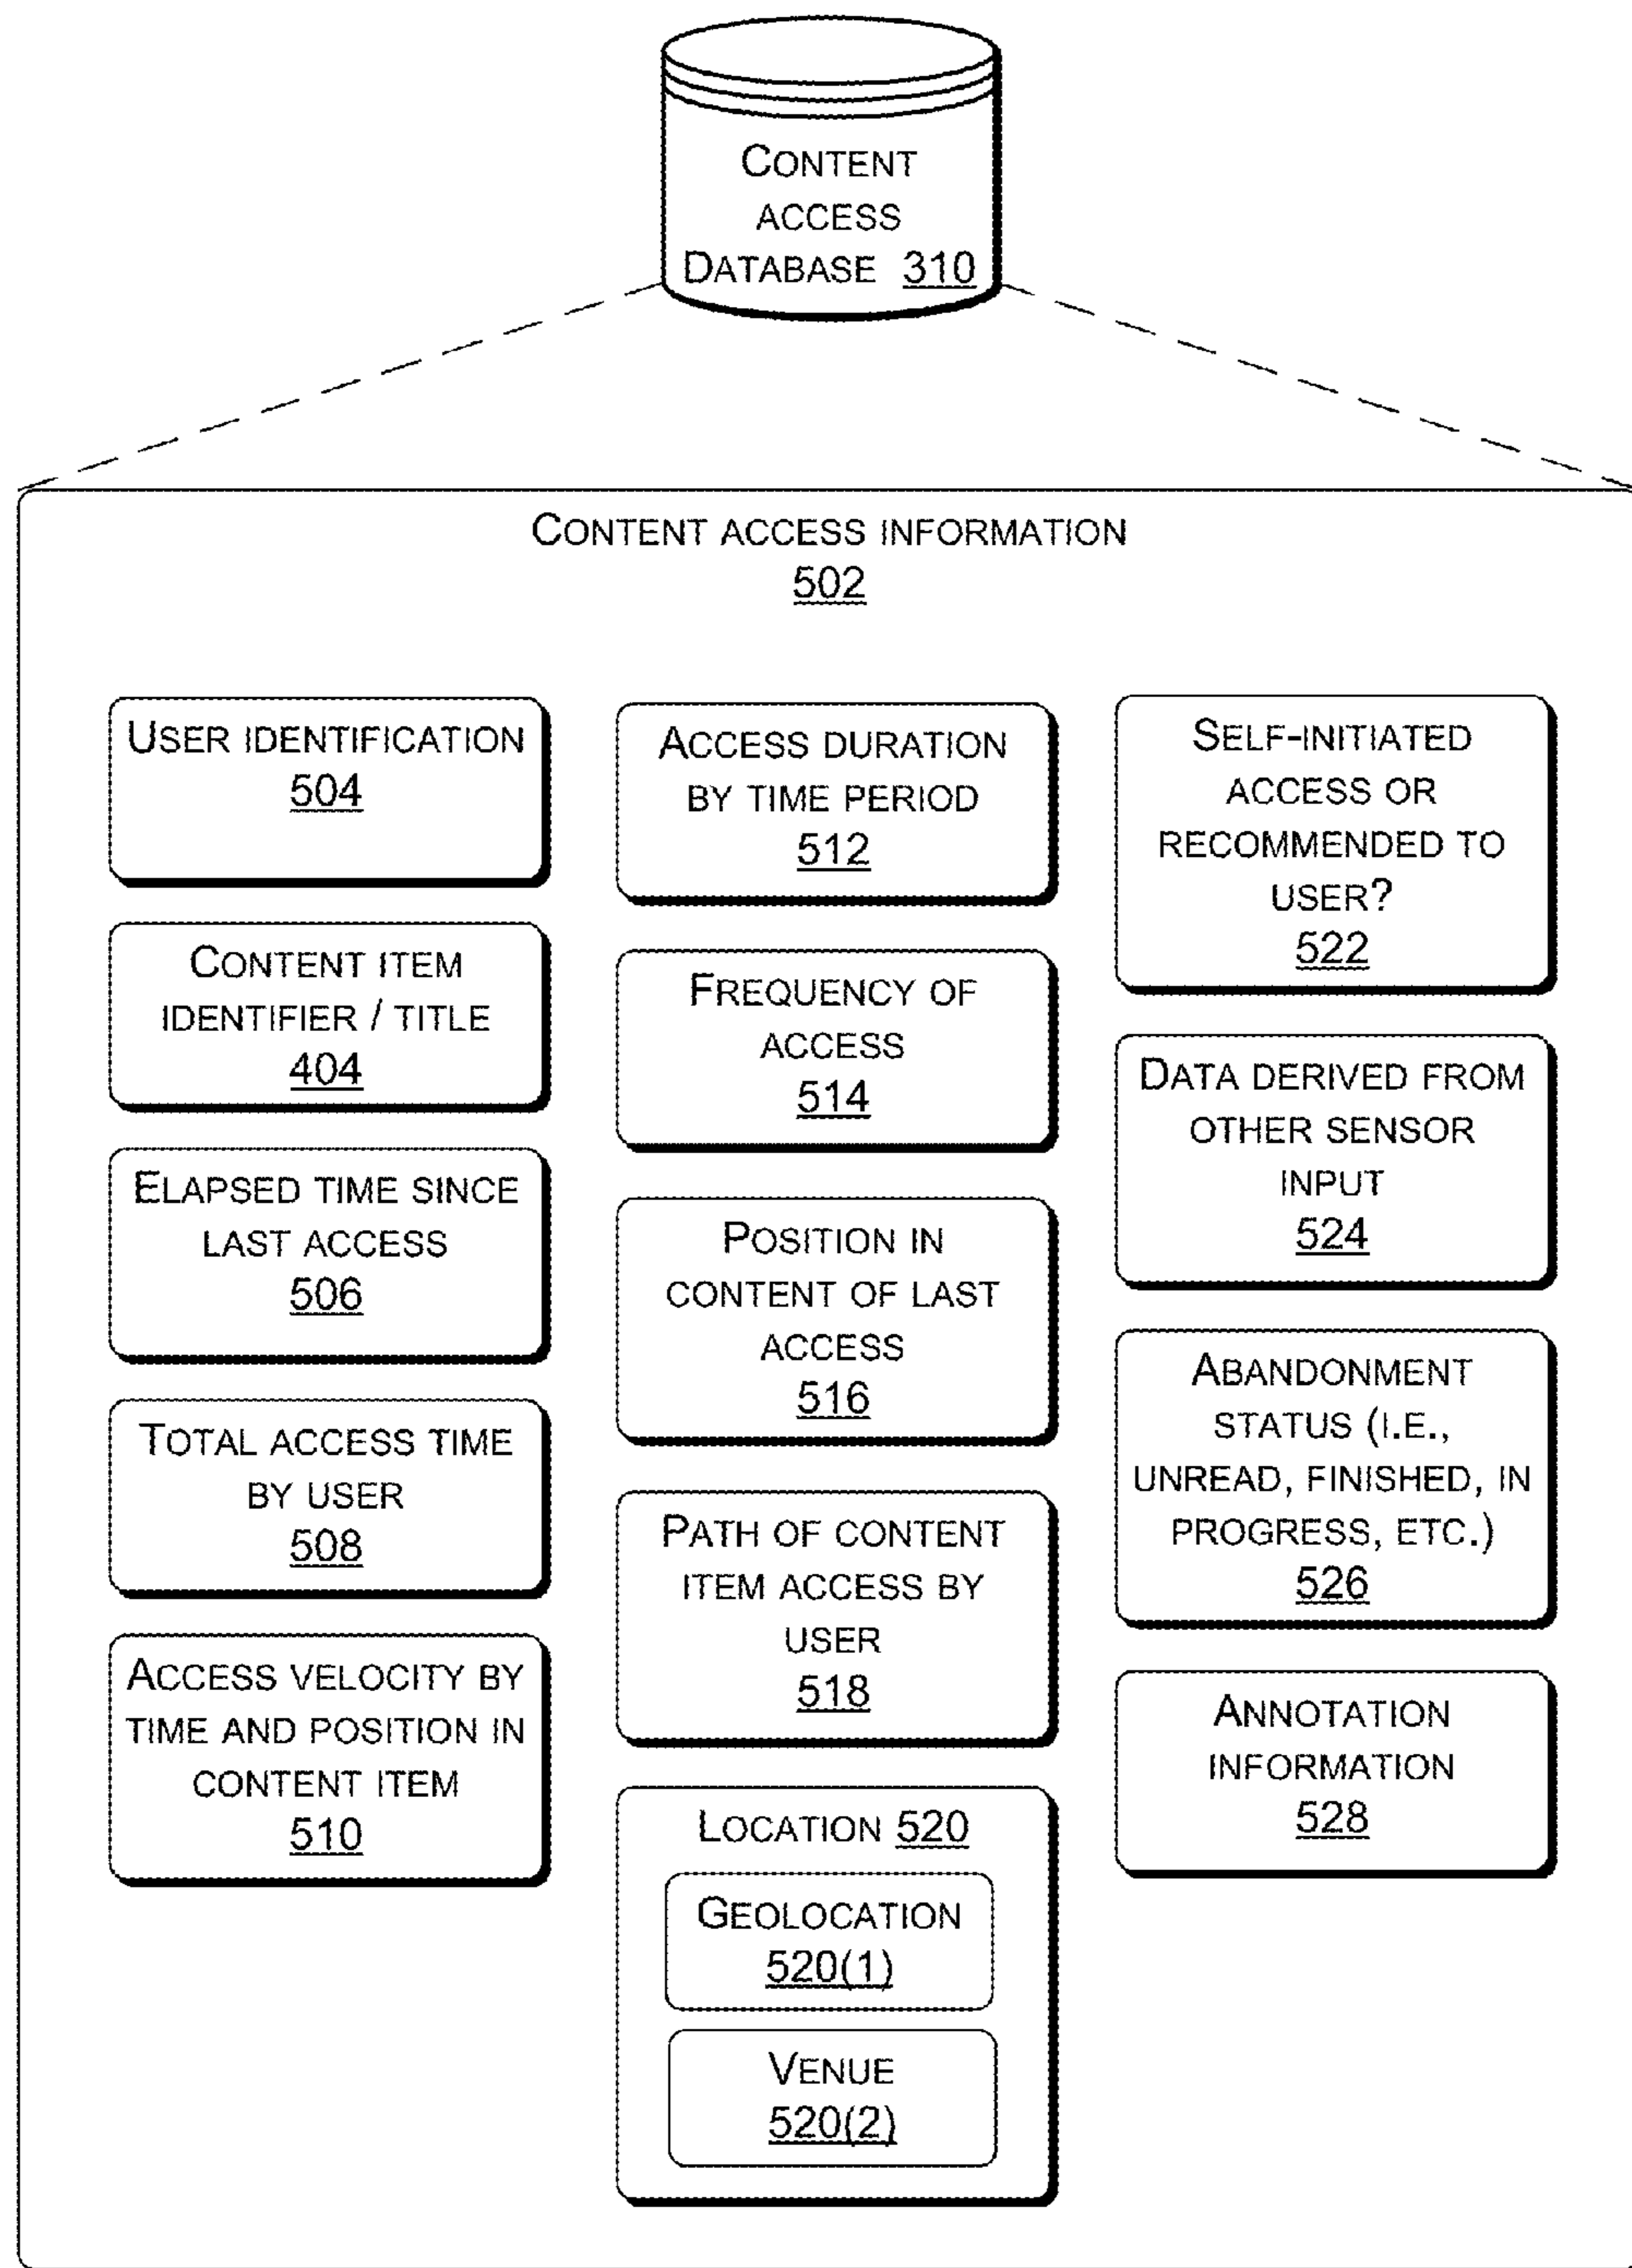 CONTENT
ACCESS
DATABASE 310
CONTENT ACCESS INFORMATION
502
USER IDENTIFICATION
504
CONTENT ITEM
IDENTIFIER / TITLE
404
ELAPSED TIME SINCE
LAST ACCESS
506
TOTAL ACCESS TIME
BY USER
508
ACCESS VELOCITY BY
TIME AND POSITION IN
CONTENT ITEM
510
ACCESS DURATION
BY TIME PERIOD
512
FREQUENCY OF
ACCESS
514
POSITION IN
CONTENT OF LAST
ACCESS
516
PATH OF CONTENT
ITEM ACCESS BY
USER
518
LOCATION 520
GEOLOCATION
520(1)
VENUE
520(2)
SELF-INITIATED
ACCESS OR
RECOMMENDED TO
USER?
522
DATA DERIVED FROM
OTHER SENSOR
INPUT
524
ABANDONMENT
STATUS (I.E.,
UNREAD, FINISHED, IN
PROGRESS, ETC.)
526
ANNOTATION
INFORMATION
528